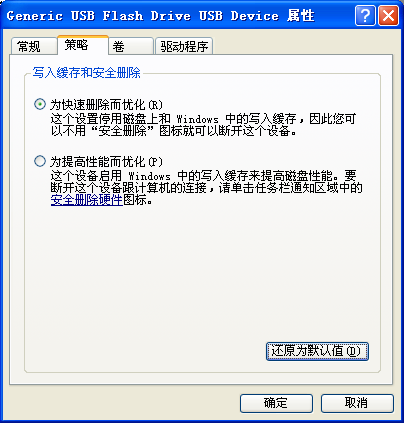 Generic USB Flash Drive USB Device 属性
常规 策略 卷 驱动程序
写入缓存和安全删除
为快速删除而优化(R)
这个设置停用磁盘上和 Windows 中的写入缓存，因此您可
以不用“安全删除”图标就可以断开这个设备。
为提高性能而优化(P)
这个设备启用 Windows 中的写入缓存来提高磁盘性能。要
断开这个设备跟计算机的连接，请单击任务栏通知区域中的
安全删除硬件图标。
还原为默认值(D)
确定 取消